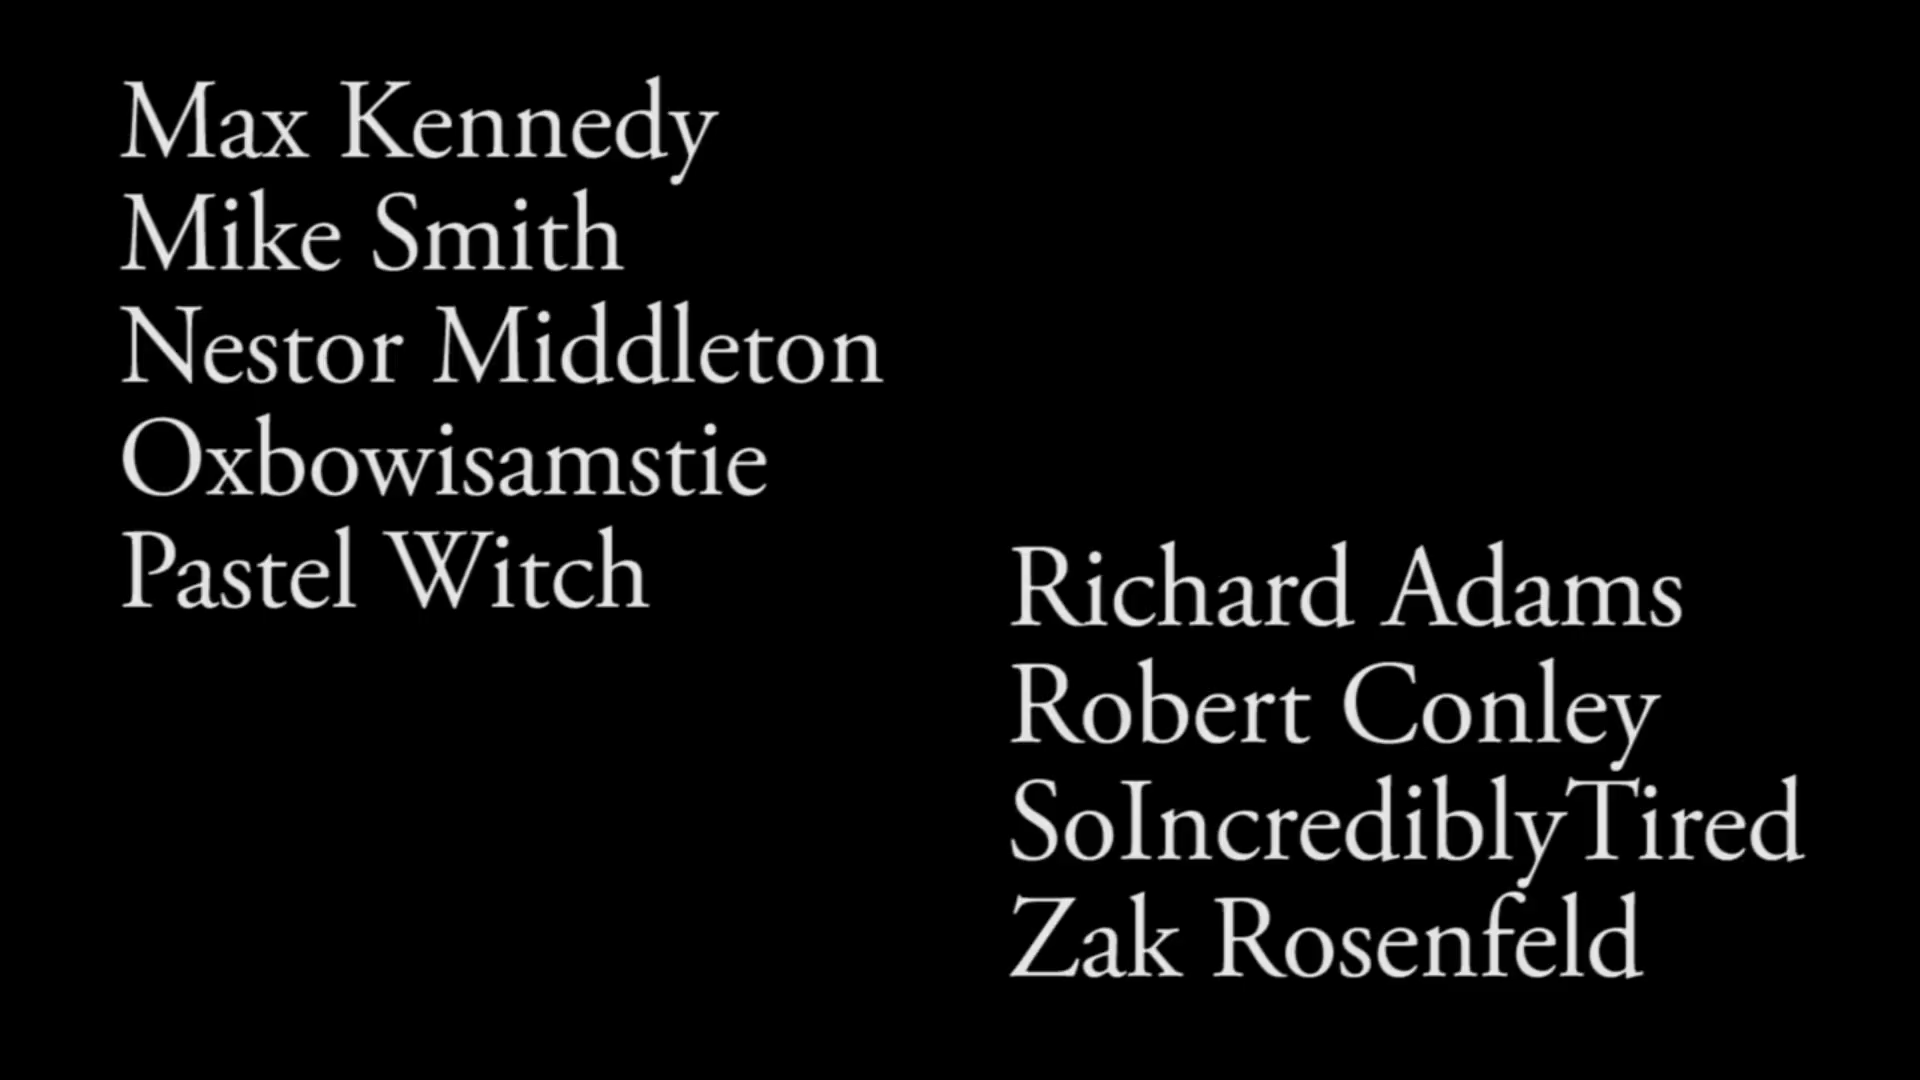 Max Kennedy
Mike Smith
Nestor Middleton
Oxbowisamstie
Pastel Witch
Richard Adams
Robert Conley
SoIncrediblyTired
Zak Rosenfeld